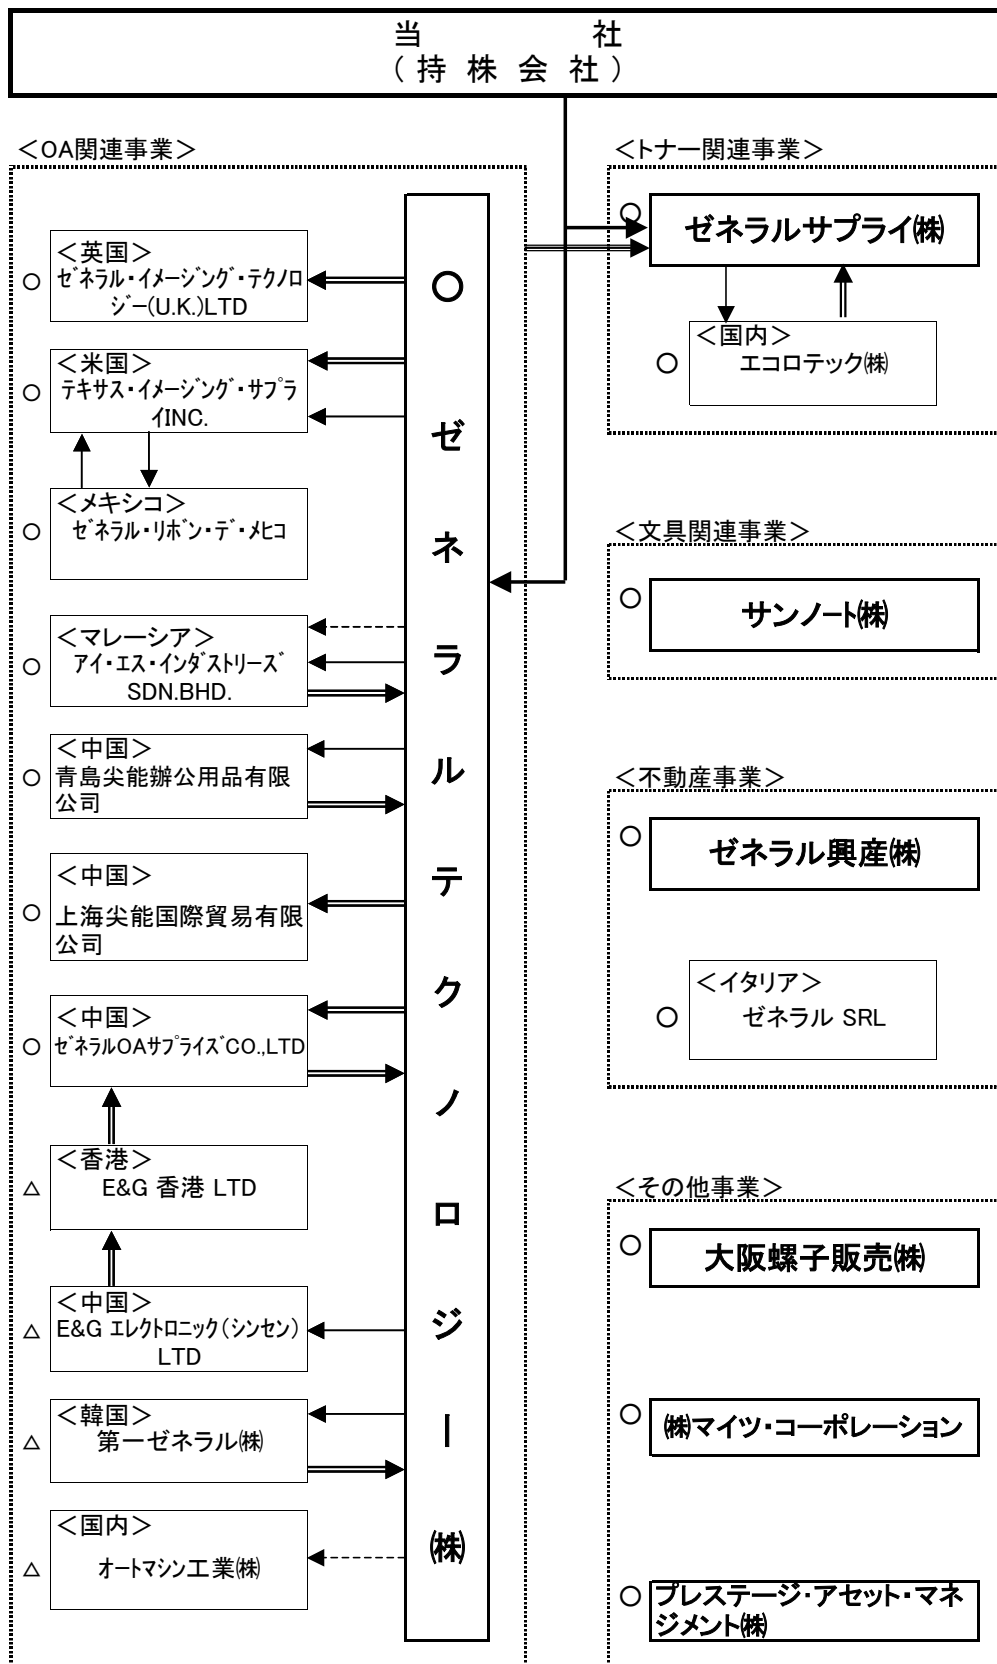 当　社
(持株会社)
＜OA関連事業＞
○ゼネラルテクノロジー㈱
○
＜英国＞
ｾﾞﾈﾗﾙ・ｲﾒｰｼﾞﾝｸﾞ・ﾃｸﾉﾛ
ｼﾞｰ(U.K.)LTD
○
＜米国＞
ﾃｷｻｽ・ｲﾒｰｼﾞﾝｸﾞ・ｻﾌﾟﾗ
ｲINC.
○
＜メキシコ＞
ｾﾞﾈﾗﾙ・ﾘﾎﾞﾝ・ﾃﾞ・ﾒﾋｺ
○
＜マレーシア＞
ｱｲ・ｴｽ・ｲﾝﾀﾞｽﾄﾘｰｽﾞ
SDN.BHD.
○
＜中国＞
青島尖能辦公用品有限
公司
○
＜中国＞
上海尖能国際貿易有限
公司
○
＜中国＞
ｾﾞﾈﾗﾙOAｻﾌﾟﾗｲｽﾞCO.,LTD
△
＜香港＞
E&G 香港 LTD
△
＜中国＞
E&G ｴﾚｸﾄﾛﾆｯｸ（シンセン）
LTD
△
＜韓国＞
第一ゼネラル㈱
△
＜国内＞
ｵｰﾄﾏｼﾝ工業㈱
＜トナー関連事業＞
○
ゼネラルサプライ㈱
○
＜国内＞
エコロテック㈱
＜文具関連事業＞
○
サンノート㈱
＜不動産事業＞
○
ゼネラル興産㈱
○
＜イタリア＞
ゼネラル SRL
＜その他事業＞
○
大阪螺子販売㈱
○
㈱マイツ・コーポレーション
○
プレステージ・アセット・マネ
ジメント㈱